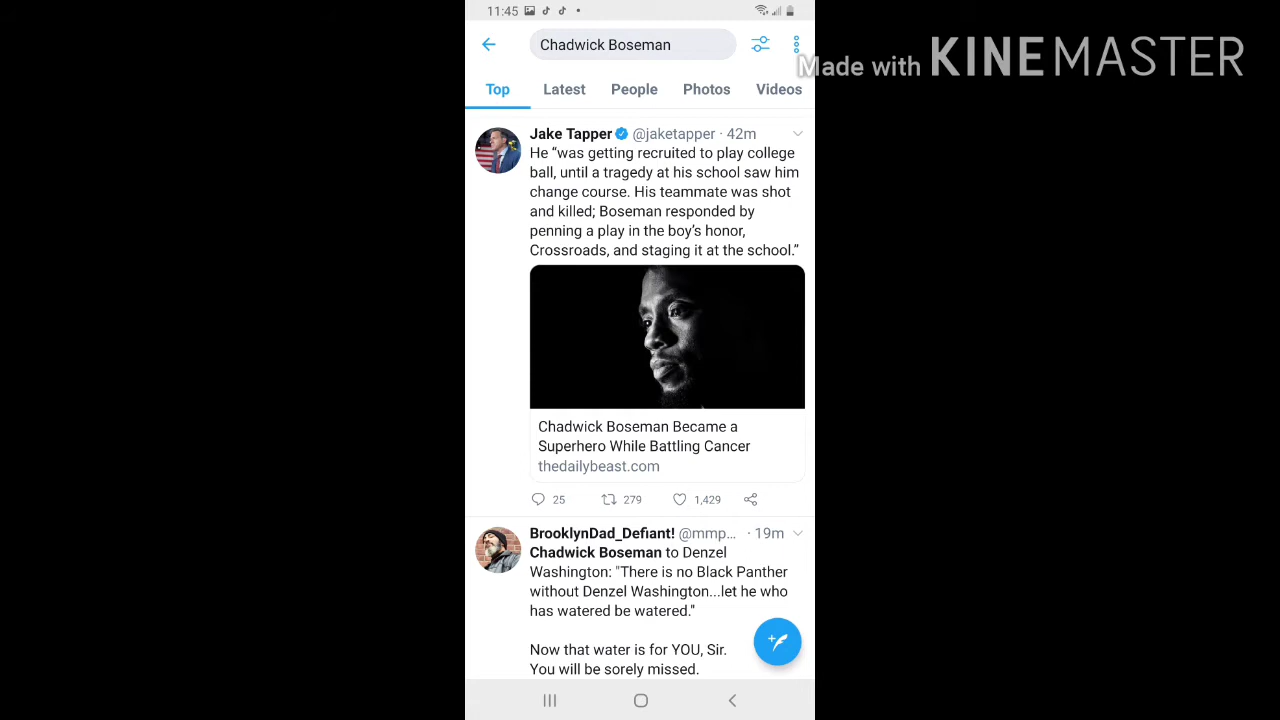 11:45
Chadwick Boseman
Made with KINEMASTER
Top Latest People Photos Videos
Jake Tapper @jaketapper · 42m
He “was getting recruited to play college
ball, until a tragedy at his school saw him
change course. His teammate was shot
and killed; Boseman responded by
penning a play in the boy’s honor,
Crossroads, and staging it at the school.”
Chadwick Boseman Became a
Superhero While Battling Cancer
thedailybeast.com
25 279 1,429
BrooklynDad_Defiant! @mmp... · 19m
Chadwick Boseman to Denzel
Washington: "There is no Black Panther
without Denzel Washington...let he who
has watered be watered."
Now that water is for YOU, Sir.
You will be sorely missed.